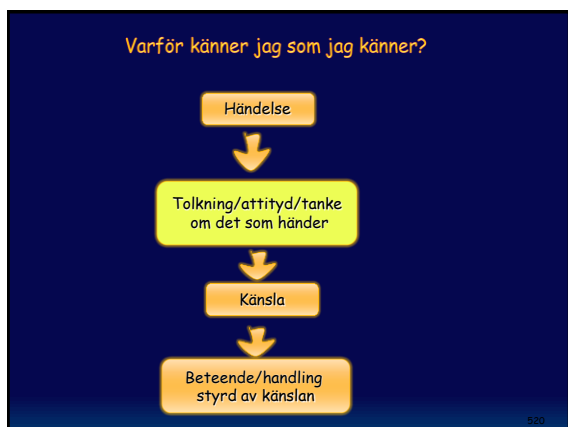 Varför känner jag som jag känner?
Händelse
Tolkning/attityd/tanke
om det som händer
Känsla
Beteende/handling
styrd av känslan
520